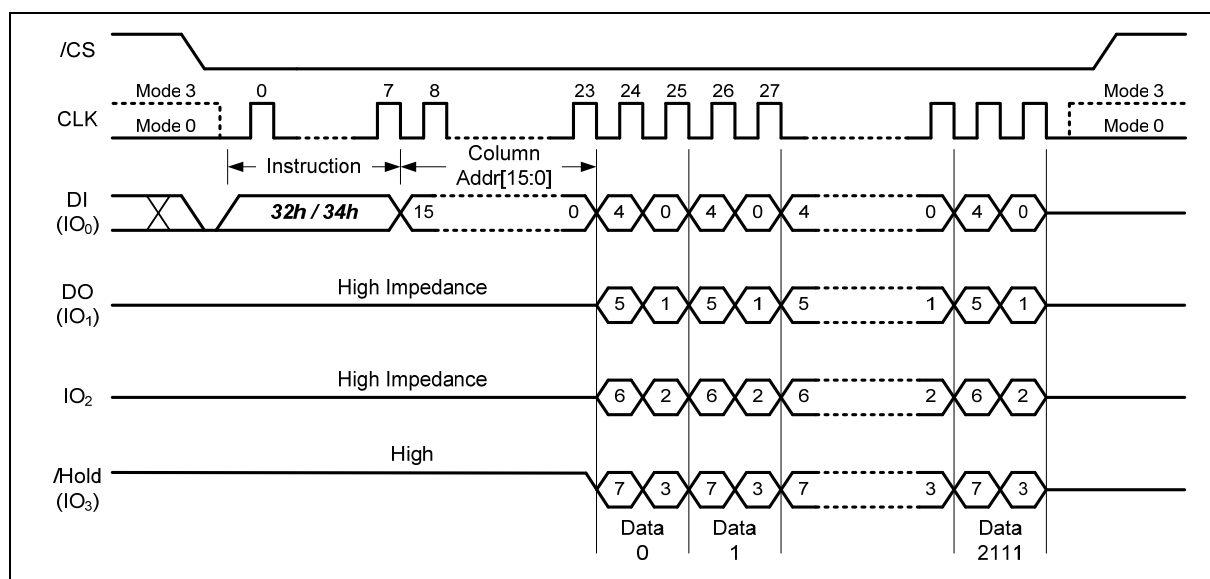 /CS
Mode 3 0 7 8 23 24 25 26 27 Mode 3
CLK
Mode 0 Mode 0
Instruction Column
Addr[15:0]
DI
(IO0)
32h / 34h 15 0 4 0 4 0 4 0 4 0
DO
(IO1)
High Impedance 5 1 5 1 5 1 5 1
IO2
High Impedance 6 2 6 2 6 2 6 2
High
/Hold
(IO3)
7 3 7 3 7 3 7 3
Data Data Data
0 1 2111